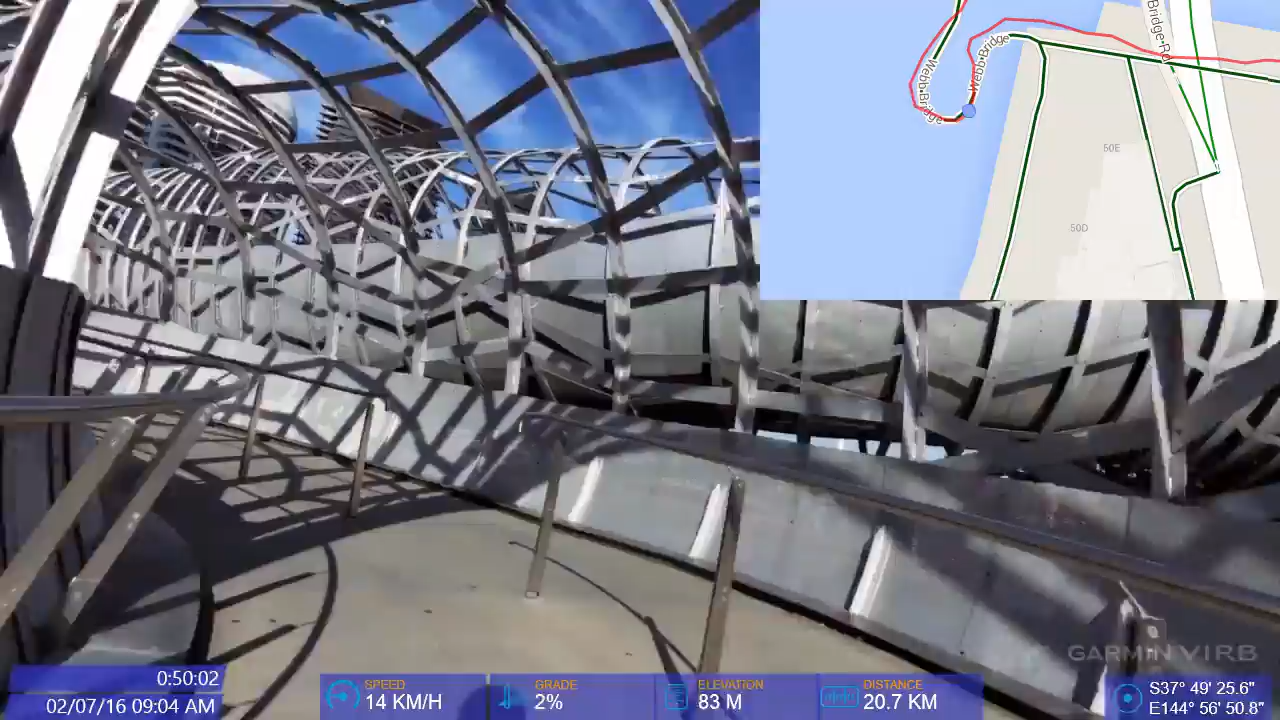 Bridge Rd
Webb Bridge
Webb Bridge
50E
50D
GARMIN VIRB
0:50:02
02/07/16 09:04 AM
SPEED
14 KM/H
GRADE
2%
ELEVATION
83 M
DISTANCE
20.7 KM
S37° 49' 25.6"
E144° 56' 50.8"